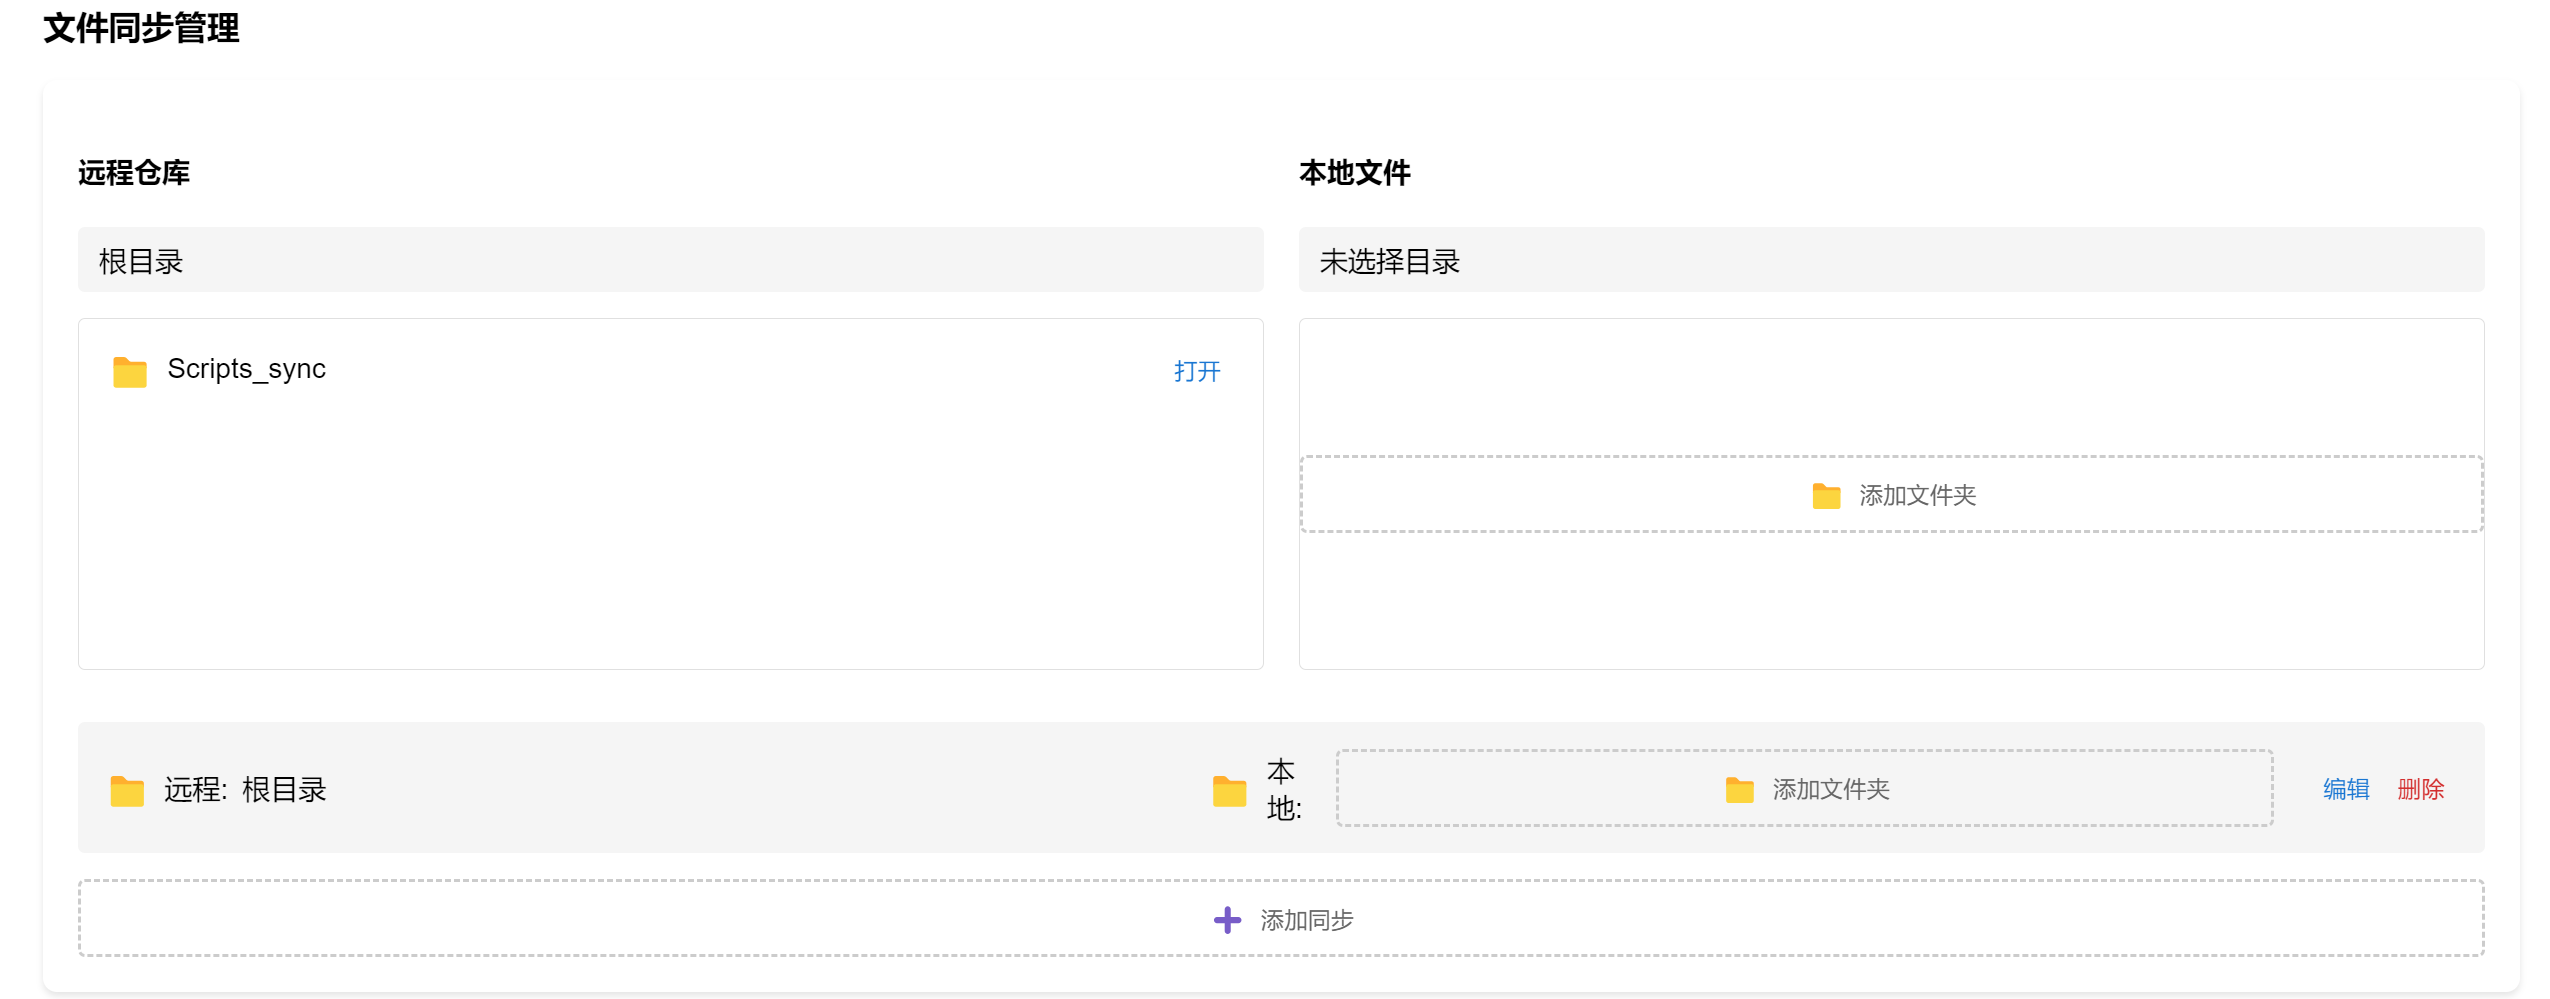 文件同步管理
远程仓库
本地文件
根目录
未选择目录
Scripts_sync
打开
添加文件夹
远程: 根目录
本
地:
添加文件夹
编辑
删除
添加同步